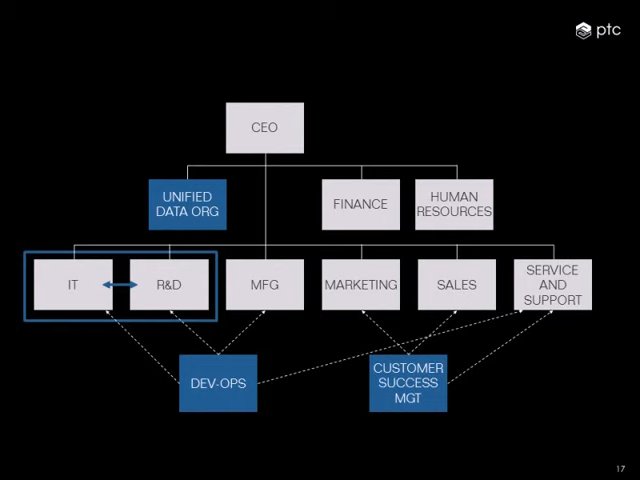 ptc
CEO
UNIFIED
DATA ORG
FINANCE
HUMAN
RESOURCES
IT
R&D
MFG
MARKETING
SALES
SERVICE
AND
SUPPORT
DEV-OPS
CUSTOMER
SUCCESS
MGT
17